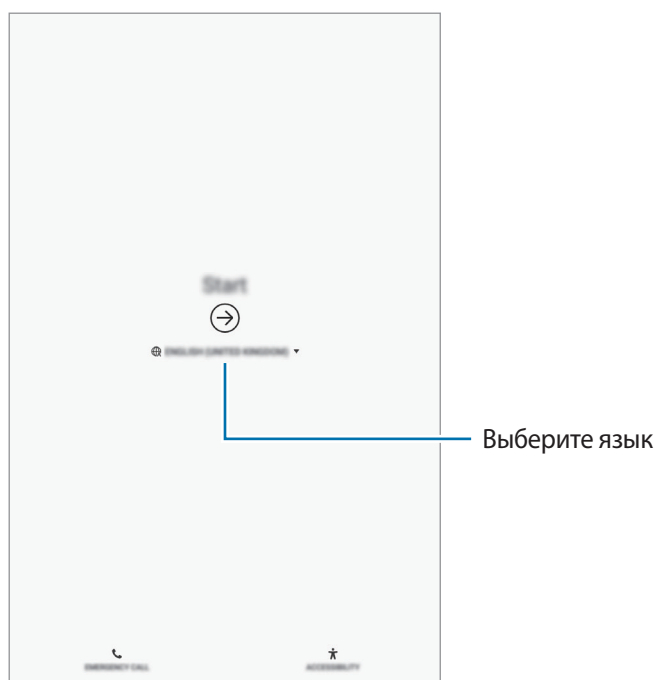 Start
ENGLISH (UNITED KINGDOM)
Выберите язык
EMERGENCY CALL
ACCESSIBILITY